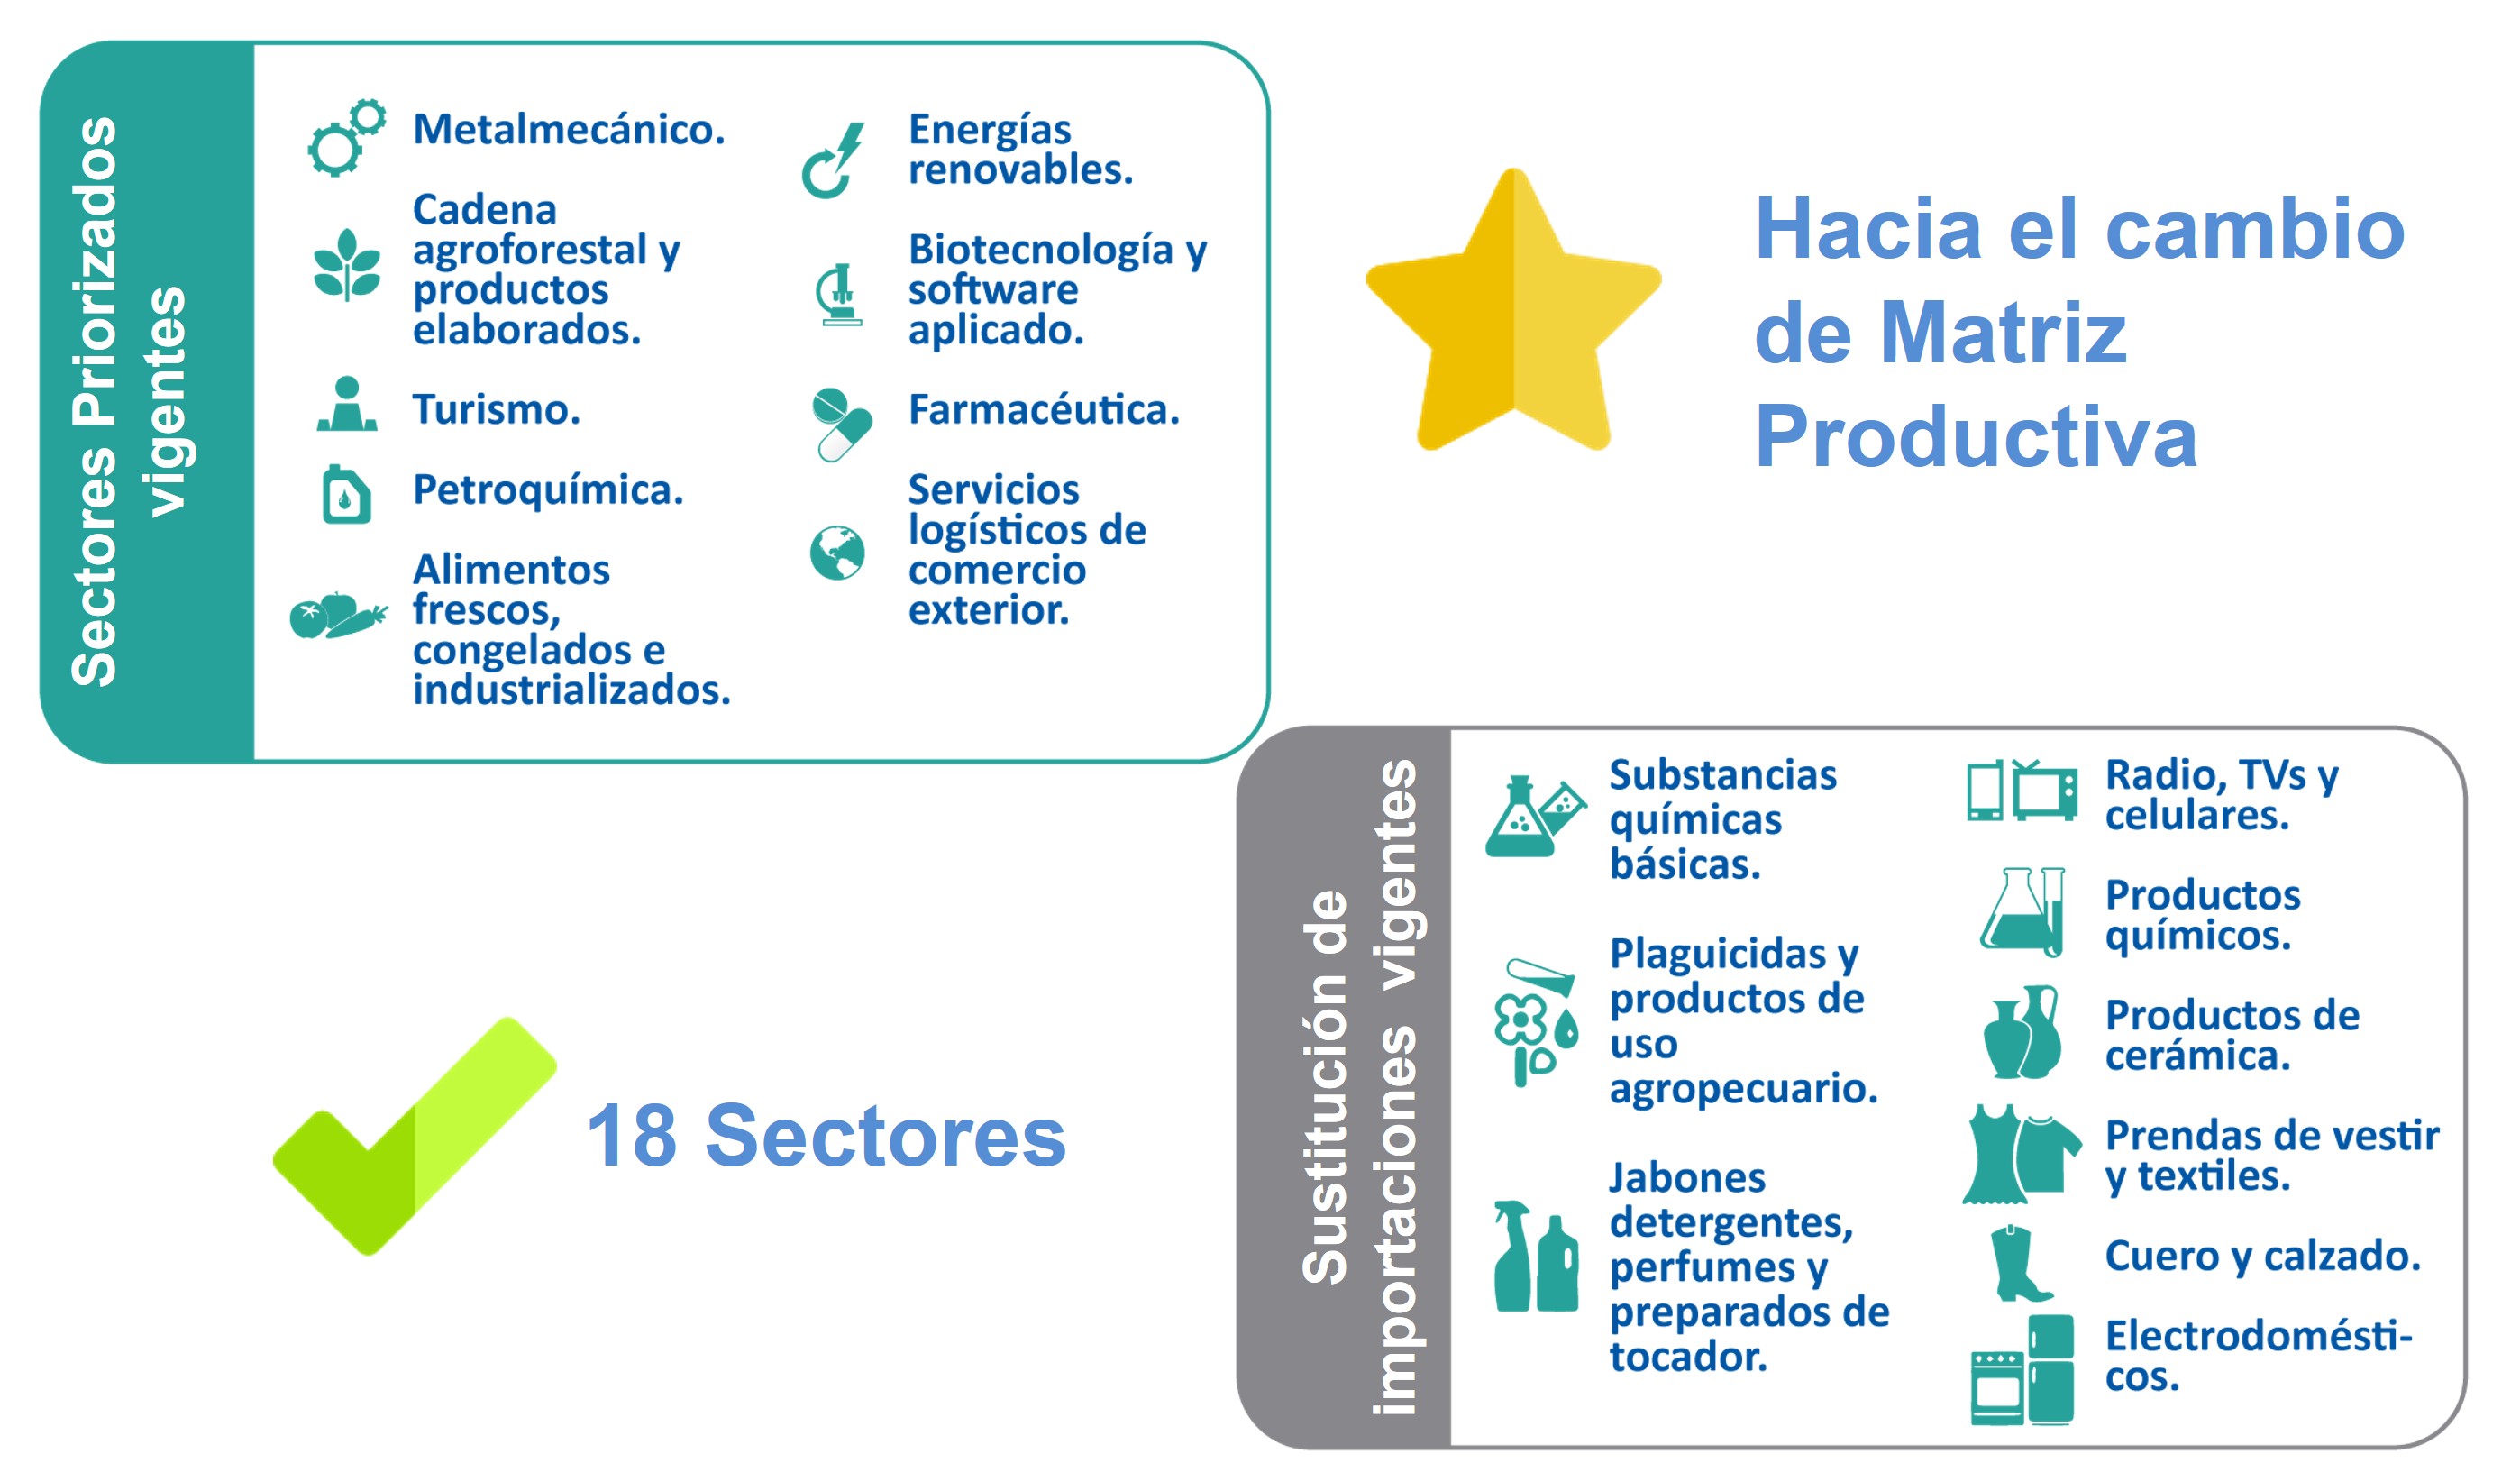 Sectores Priorizados
vigentes
Metalmecánico.
Cadena
agroforestal y
productos
elaborados.
Turismo.
Petroquímica.
Alimentos
frescos,
congelados e
industrializados.
Energías
renovables.
Biotecnología y
software
aplicado.
Farmacéutica.
Servicios
logísticos de
comercio
exterior.
Hacia el cambio
de Matriz
Productiva
18 Sectores
Sustitución de
importaciones vigentes
Substancias
químicas
básicas.
Plaguicidas y
productos de
uso
agropecuario.
Jabones
detergentes,
perfumes y
preparados de
tocador.
Radio, TVs y
celulares.
Productos
químicos.
Productos de
cerámica.
Prendas de vestir
y textiles.
Cuero y calzado.
Electrodomésti-
cos.